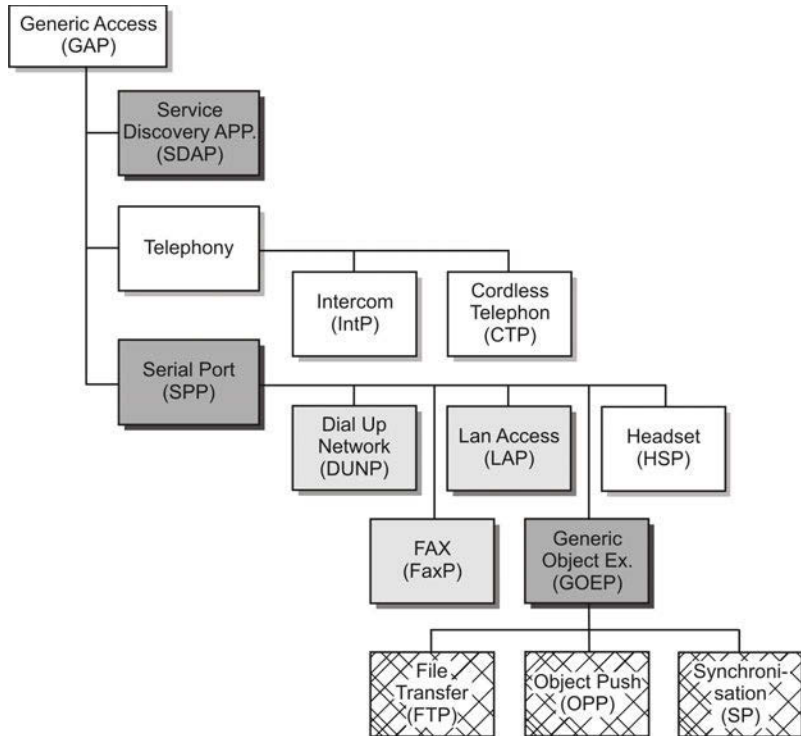 Generic Access
(GAP)
Service
Discovery APP.
(SDAP)
Telephony
Intercom
(IntP)
Cordless
Telephon
(CTP)
Serial Port
(SPP)
Dial Up
Network
(DUNP)
Lan Access
(LAP)
Headset
(HSP)
FAX
(FaxP)
Generic
Object Ex.
(GOEP)
File
Transfer
(FTP)
Object Push
(OPP)
Synchroni-
sation
(SP)